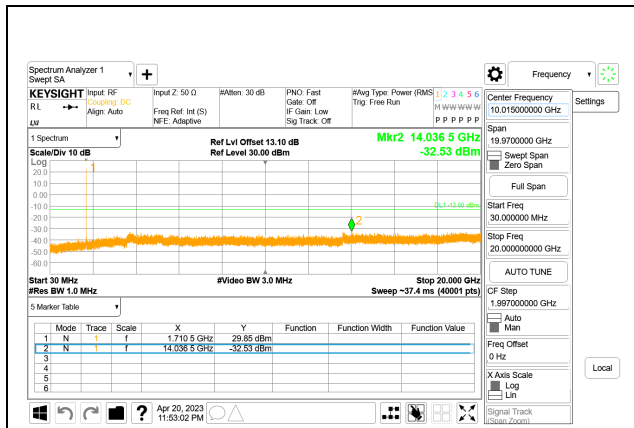 Spectrum Analyzer 1
Swept SA
+
Frequency
Settings
KEYSIGHT
RL
LXI
Input: RF
Coupling: DC
Align: Auto
Input Z: 50 Ω
Freq Ref: Int (S)
NFE: Adaptive
#Atten: 30 dB
PNO: Fast
Gate: Off
IF Gain: Low
Sig Track: Off
#Avg Type: Power (RMS
Trig: Free Run
1 2 3 4 5 6
M W W W W W
P P P P P P
1 Spectrum
Scale/Div 10 dB
Ref Lvl Offset 13.10 dB
Ref Level 30.00 dBm
Mkr2 14.036 5 GHz
-32.53 dBm
Log
1
20.0
10.0
0.00
-10.0
DL1 -13.00 dBm
-20.0
2
-30.0
-40.0
-50.0
-60.0
Start 30 MHz
#Video BW 3.0 MHz
Stop 20.000 GHz
#Res BW 1.0 MHz
Sweep ~37.4 ms (40001 pts)
5 Marker Table
Mode Trace Scale X Y Function Function Width Function Value
1 N 1 f 1.710 5 GHz 29.85 dBm
2 N 1 f 14.036 5 GHz -32.53 dBm
3
4
5
6
Center Frequency
10.015000000 GHz
Span
19.9700000 GHz
Swept Span
Zero Span
Full Span
Start Freq
30.000000 MHz
Stop Freq
20.000000000 GHz
AUTO TUNE
CF Step
1.997000000 GHz
Auto
Man
Freq Offset
0 Hz
X Axis Scale
Log
Lin
Signal Track
(Span Zoom)
Local
?
Apr 20, 2023
11:53:02 PM